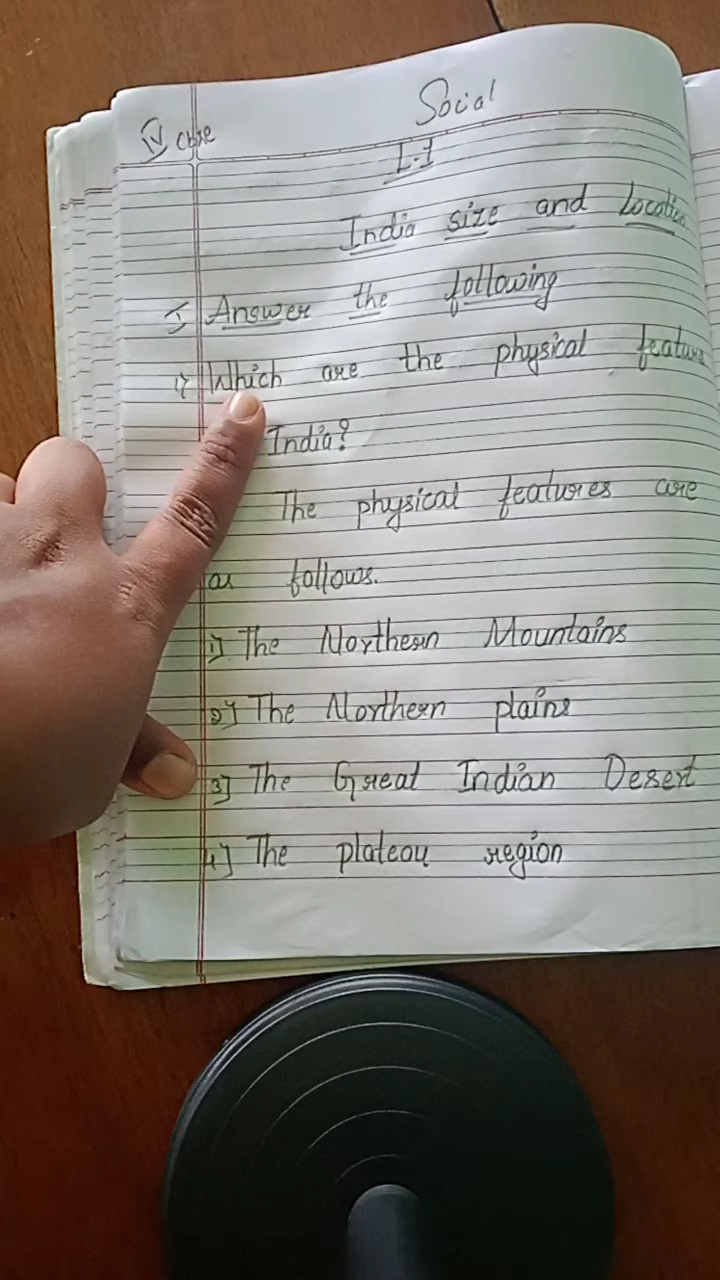 IV cbse
Social
L-1
India size and Location
I Answer the following
1) Which are the physical features
India?
The physical features are
as follows.
1] The Northern Mountains
2] The Northern plains
3] The Great Indian Desert
4] The plateau region